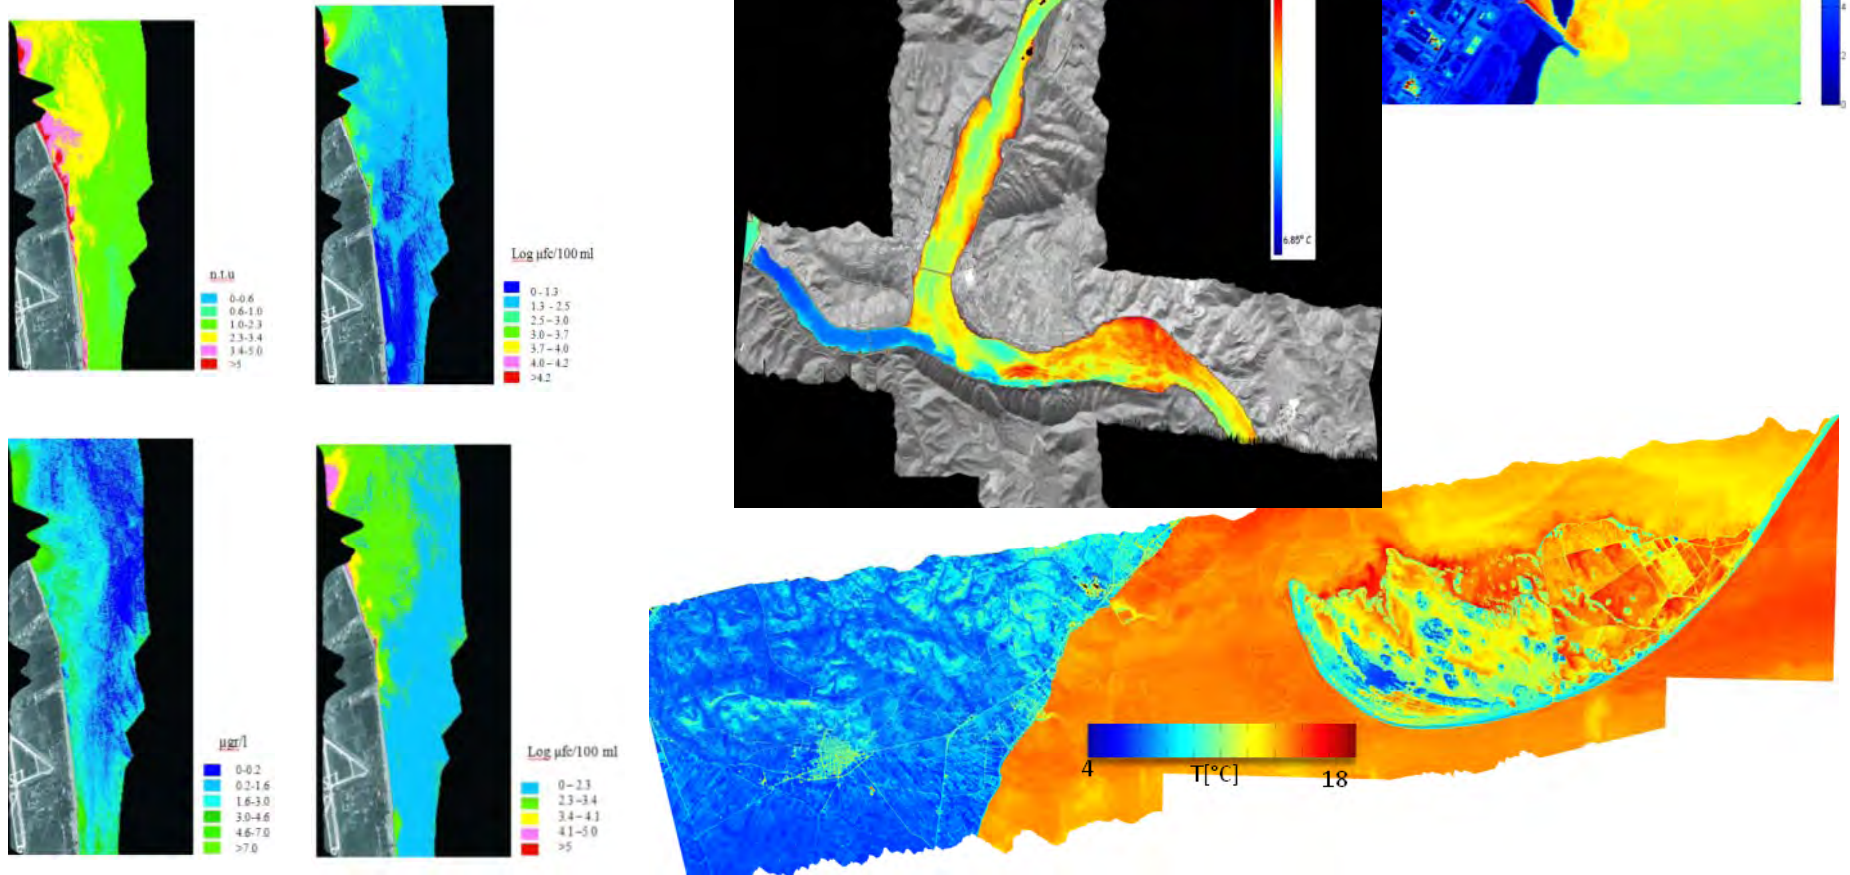 n.t.u
0-0.6
0.6-1.0
1.0-2.3
2.3-3.4
3.4-5.0
>5
Log μfc/100 ml
0 - 1.3
1.3 - 2.5
2.5 – 3.0
3.0 – 3.7
3.7 – 4.0
4.0 – 4.2
>4.2
6.85° C
4
2
0
μgr/l
0-0.2
0.2-1.6
1.6-3.0
3.0-4.6
4.6-7.0
>7.0
Log μfc/100 ml
0 – 2.3
2.3 –3.4
3.4 – 4.1
4.1 –5.0
>5
4 T[°C] 18